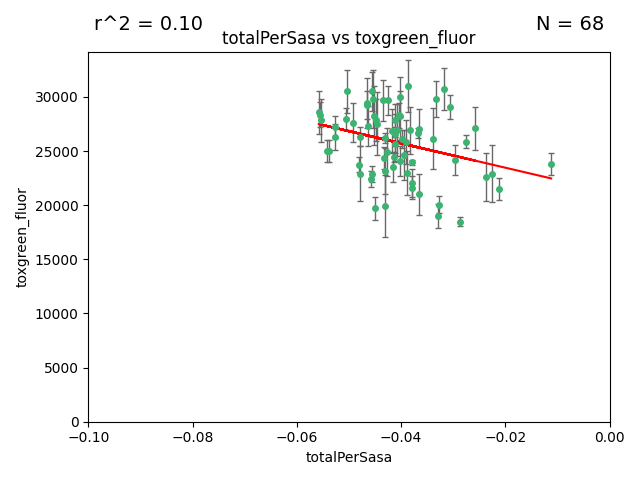 r^2 = 0.10
N = 68
totalPerSasa vs toxgreen_fluor
toxgreen_fluor
30000
25000
20000
15000
10000
5000
0
−0.10
−0.08
−0.06
−0.04
−0.02
0.00
totalPerSasa